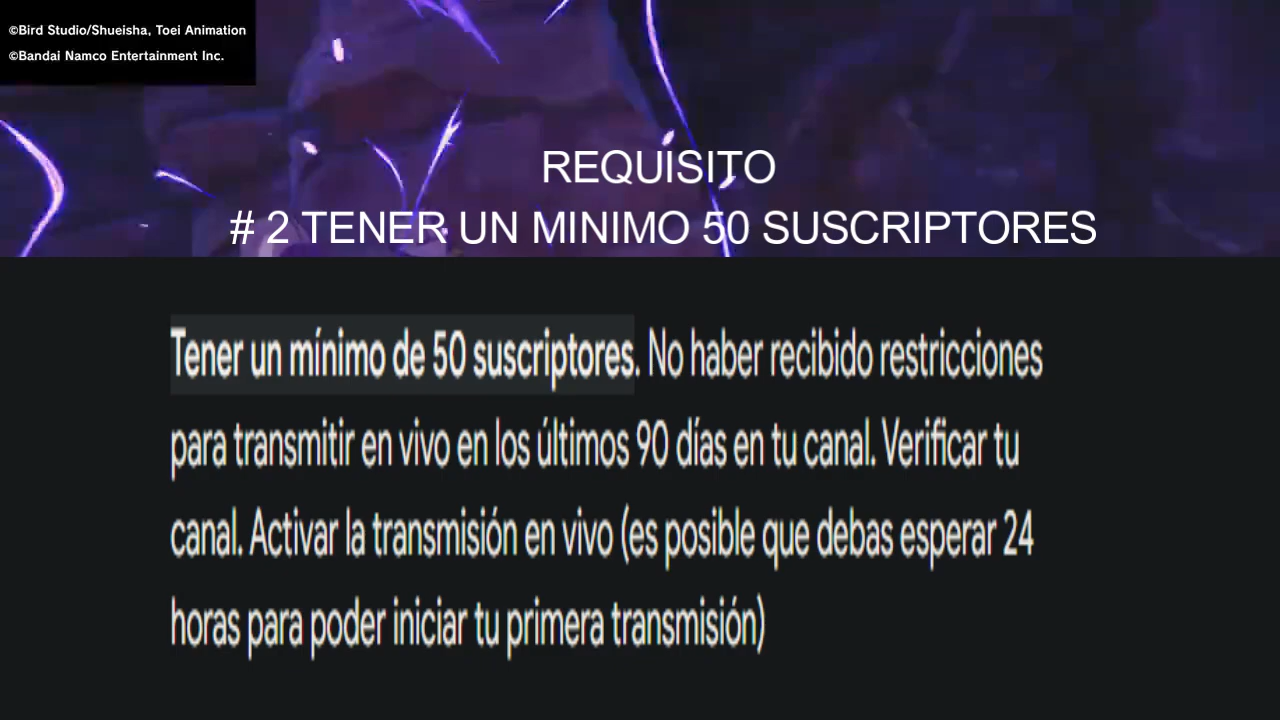 ©Bird Studio/Shueisha, Toei Animation
©Bandai Namco Entertainment Inc.
REQUISITO
# 2 TENER UN MINIMO 50 SUSCRIPTORES
Tener un mínimo de 50 suscriptores. No haber recibido restricciones
para transmitir en vivo en los últimos 90 días en tu canal. Verificar tu
canal. Activar la transmisión en vivo (es posible que debas esperar 24
horas para poder iniciar tu primera transmisión)